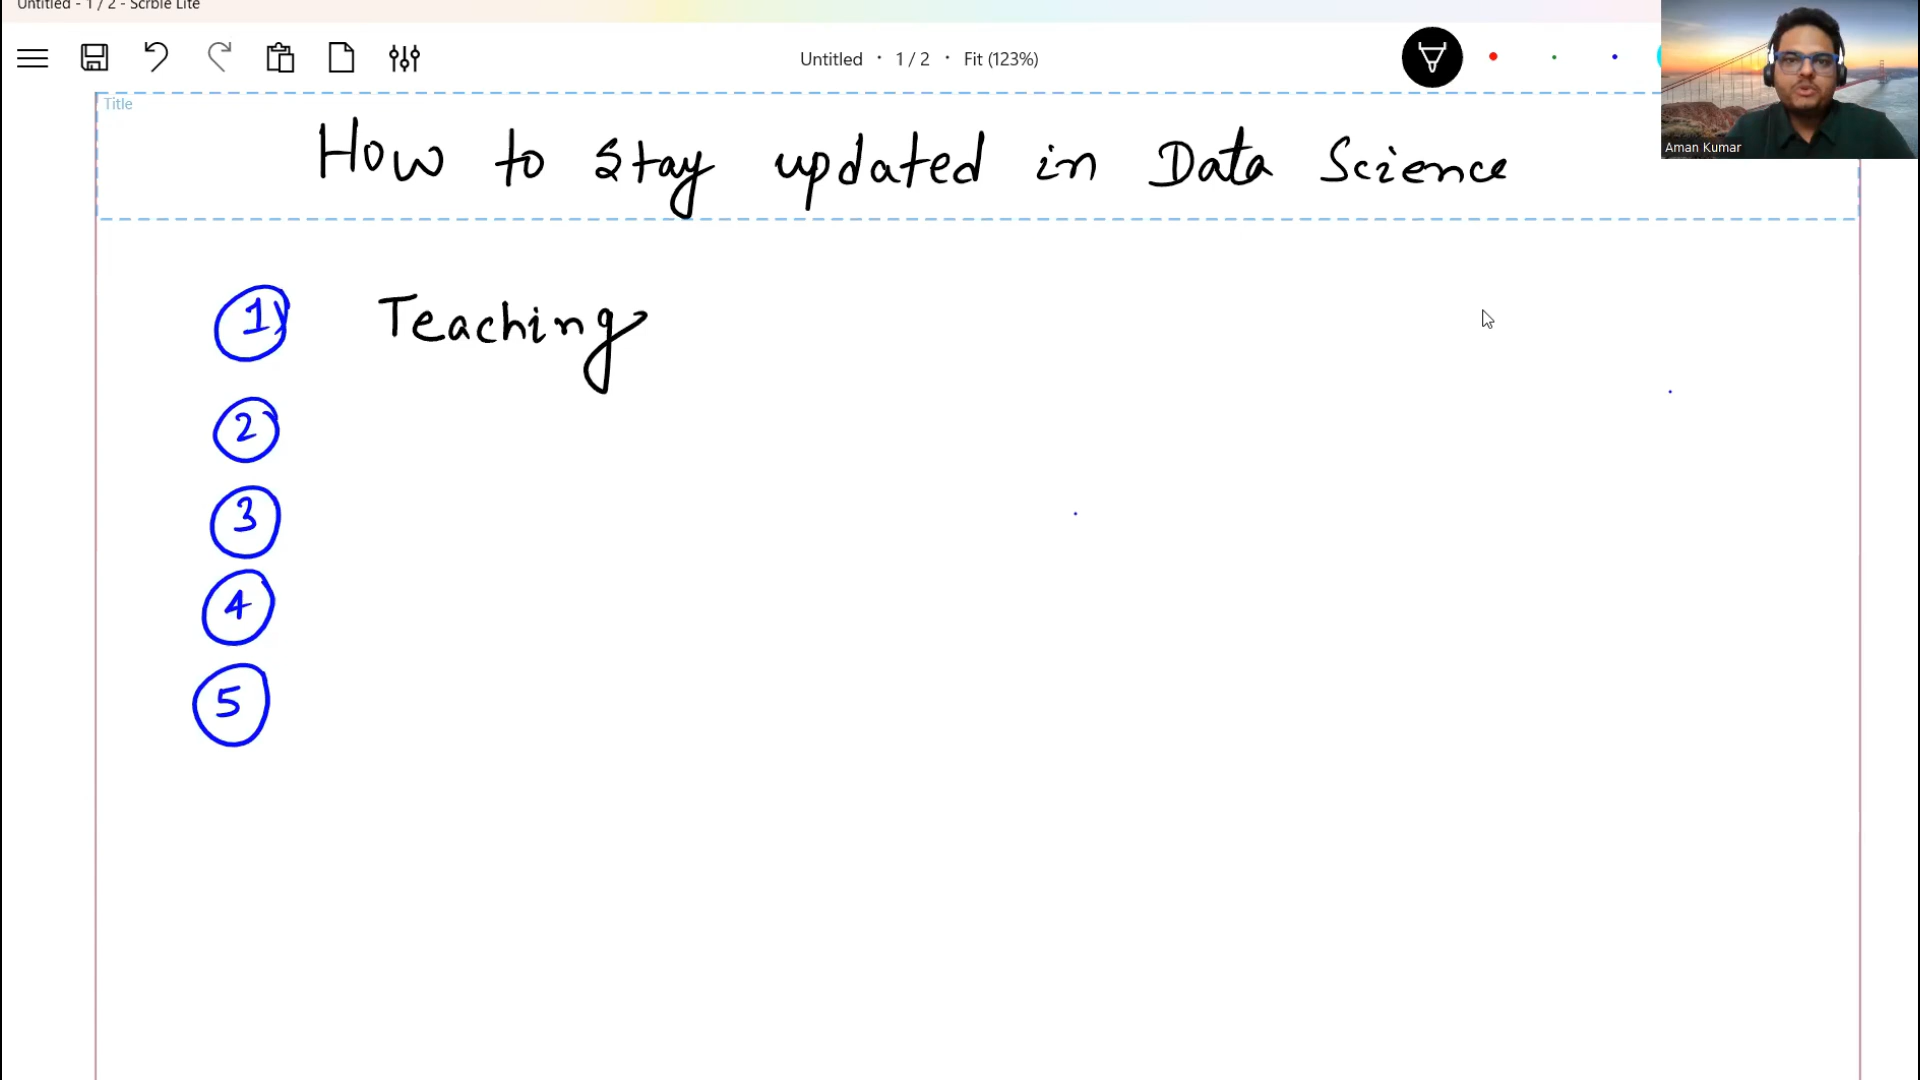 Untitled - 1 / 2 - Scrble Lite
Untitled · 1 / 2 · Fit (123%)
Title
How to Stay updated in Data Science
Aman Kumar
1) Teaching
2
3
4
5